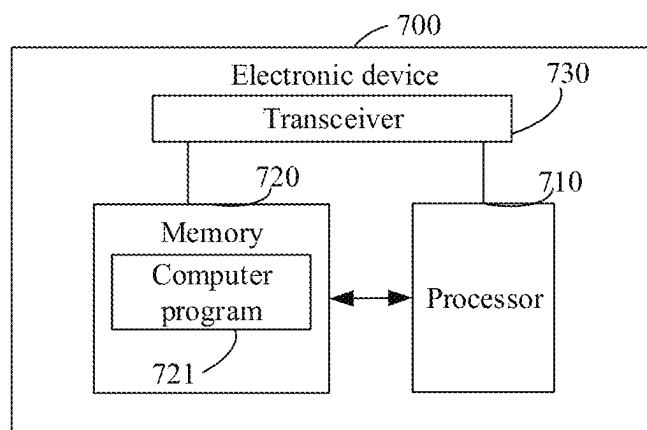 700
Electronic device
730
Transceiver
720
710
Memory
Computer
program
Processor
721